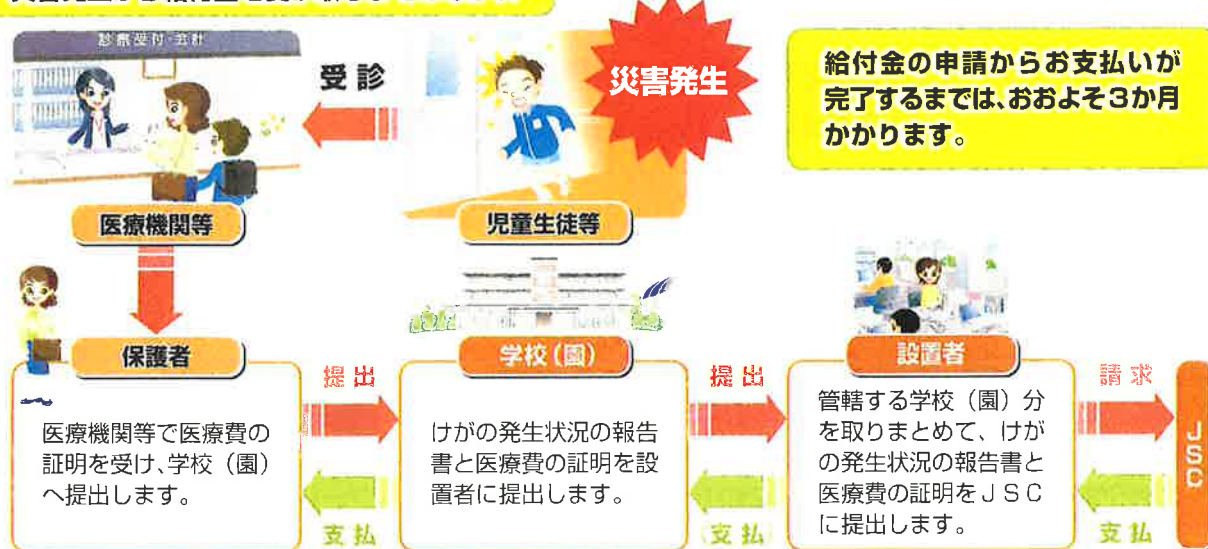 診療受付・会計
受診
災害発生
給付金の申請からお支払いが
完了するまでは、おおよそ3か月
かかります。
医療機関等
児童生徒等
保護者
学校(園)
設置者
提出
提出
請求
医療機関等で医療費の
証明を受け、学校(園)
へ提出します。
けがの発生状況の報告
書と医療費の証明を設
置者に提出します。
管轄する学校(園)分
を取りまとめて、けが
の発生状況の報告書と
医療費の証明をJSC
に提出します。
JSC
支払
支払
支払